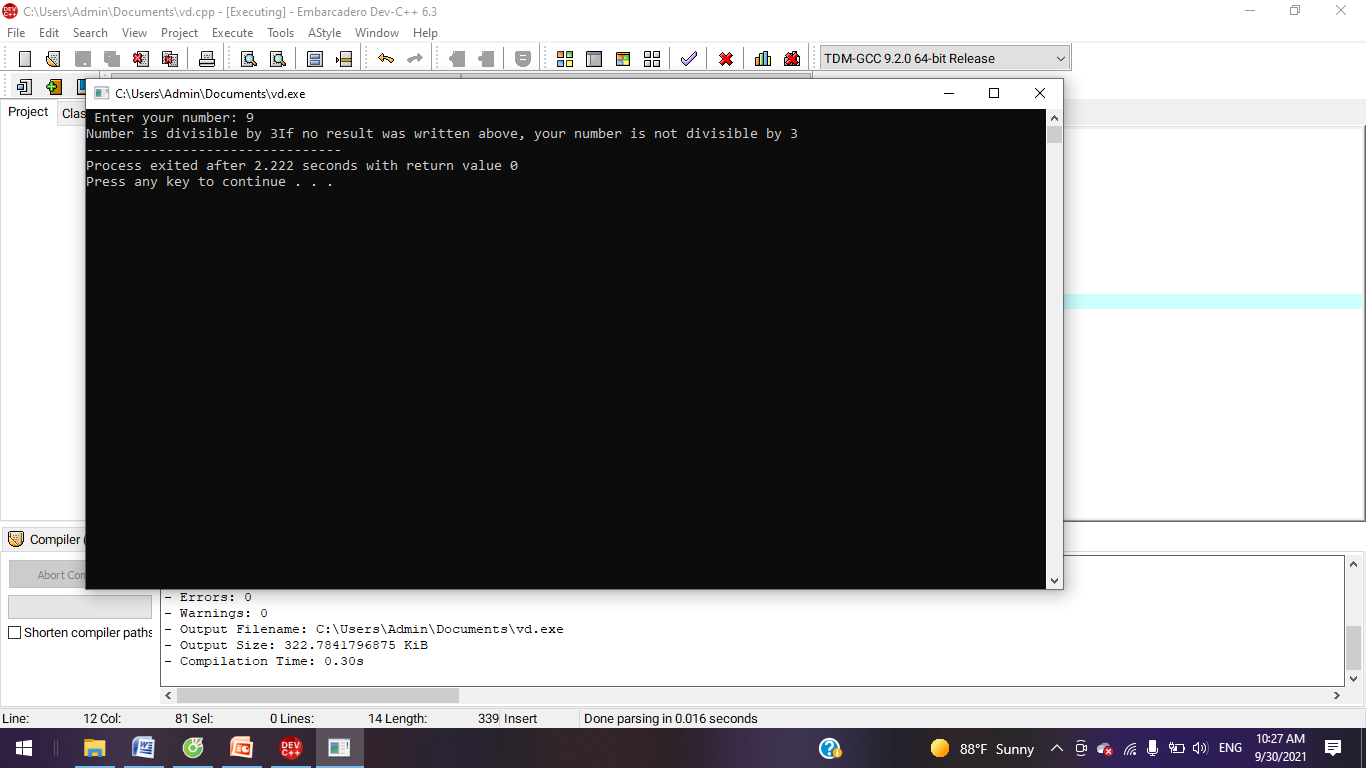 C:\Users\Admin\Documents\vd.cpp - [Executing] - Embarcadero Dev-C++ 6.3
File Edit Search View Project Execute Tools AStyle Window Help
TDM-GCC 9.2.0 64-bit Release
C:\Users\Admin\Documents\vd.exe
Project Clas
Enter your number: 9
Number is divisible by 3If no result was written above, your number is not divisible by 3
--------------------------------
Process exited after 2.222 seconds with return value 0
Press any key to continue . . .
Compiler (
Abort Com
Shorten compiler paths
- Errors: 0
- Warnings: 0
- Output Filename: C:\Users\Admin\Documents\vd.exe
- Output Size: 322.7841796875 KiB
- Compilation Time: 0.30s
Line: 12 Col: 81 Sel: 0 Lines: 14 Length: 339 Insert Done parsing in 0.016 seconds
DEV C++
88°F Sunny
ENG
10:27 AM
9/30/2021